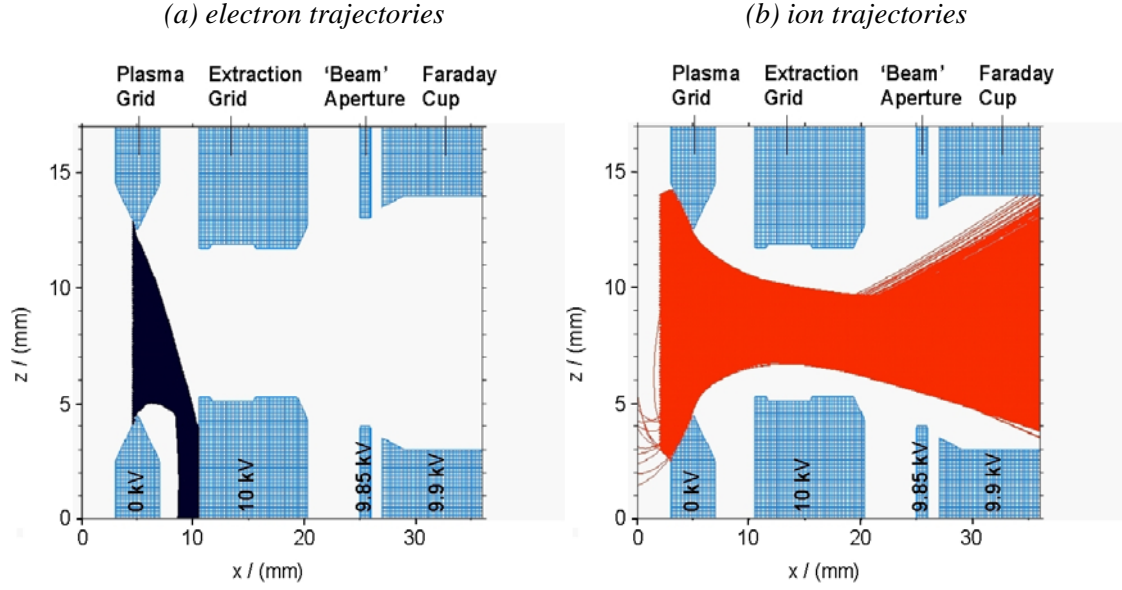 (a) electron trajectories
(b) ion trajectories
Plasma Grid
Extraction Grid
‘Beam’ Aperture
Faraday Cup
15
10
5
0
z / (mm)
0 kV
10 kV
9.85 kV
9.9 kV
0
10
20
30
x / (mm)
Plasma Grid
Extraction Grid
‘Beam’ Aperture
Faraday Cup
15
10
5
0
z / (mm)
0 kV
10 kV
9.85 kV
9.9 kV
0
10
20
30
x / (mm)